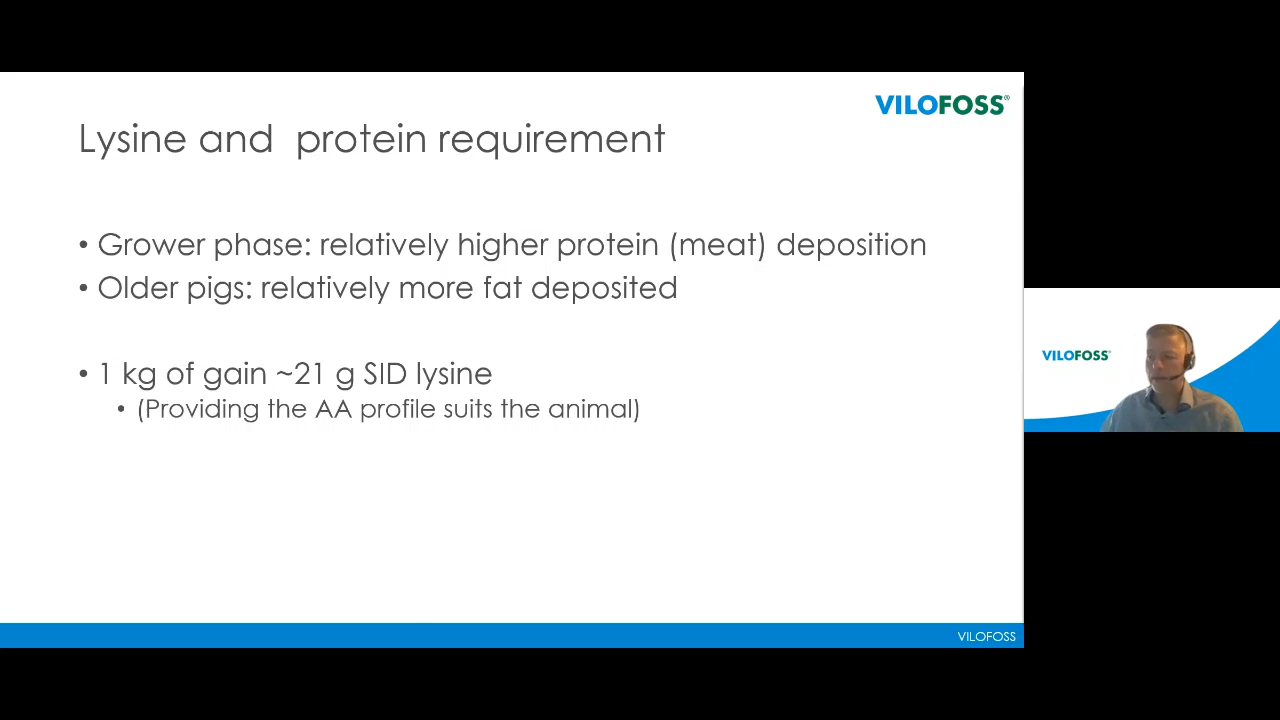 VILOFOSS®
Lysine and protein requirement
• Grower phase: relatively higher protein (meat) deposition
• Older pigs: relatively more fat deposited
• 1 kg of gain ~21 g SID lysine
• (Providing the AA profile suits the animal)
VILOFOSS®
VILOFOSS